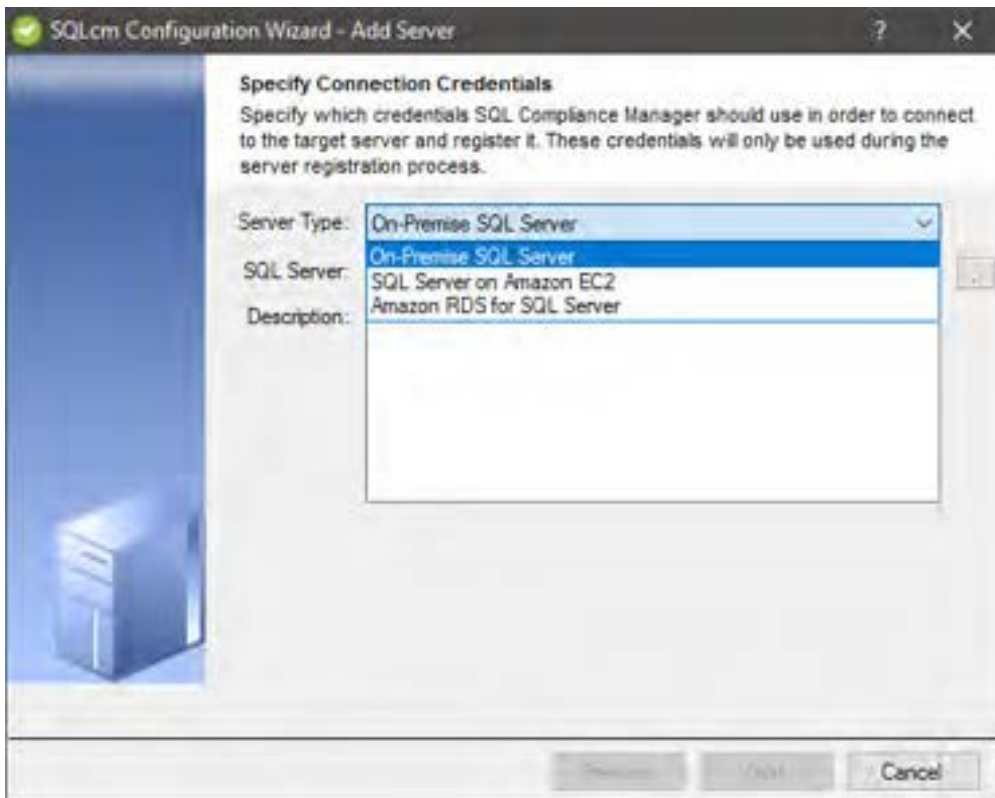 SQLcm Configuration Wizard - Add Server
?
Specify Connection Credentials
Specify which credentials SQL Compliance Manager should use in order to connect
to the target server and register it. These credentials will only be used during the
server registration process.
Server Type: On-Premise SQL Server
On-Premise SQL Server
SQL Server:
SQL Server on Amazon EC2
Amazon RDS for SQL Server
Description:
Cancel